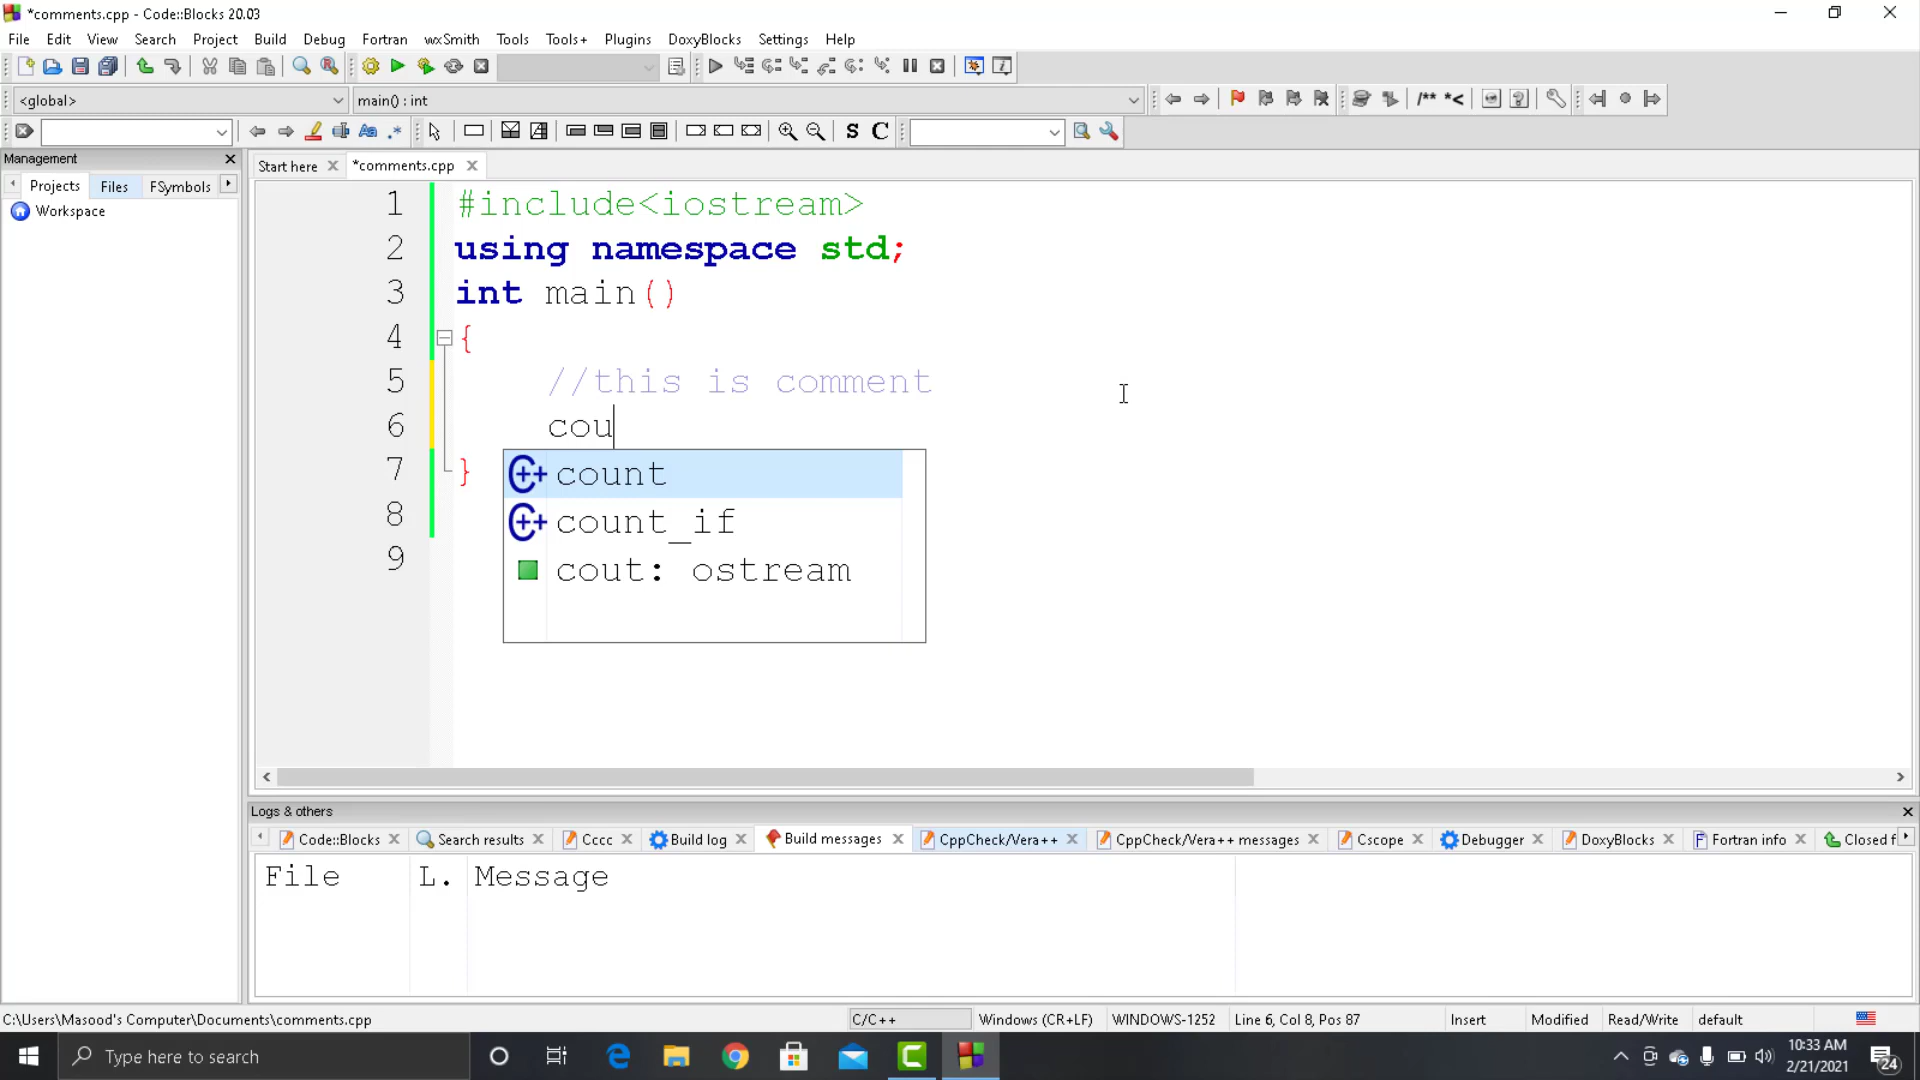 *comments.cpp - Code::Blocks 20.03
File Edit View Search Project Build Debug Fortran wxSmith Tools Tools+ Plugins DoxyBlocks Settings Help
<global> main() : int
/** *<
Aa .* S C
Management
Projects Files FSymbols
Workspace
Start here *comments.cpp
1 #include<iostream>
2 using namespace std;
3 int main()
4 {
5 //this is comment
6 cou
7 }
8
9
count
count_if
cout: ostream
Logs & others
Code::Blocks Search results Cccc Build log Build messages CppCheck/Vera++ CppCheck/Vera++ messages Cscope Debugger DoxyBlocks Fortran info Closed f
File L. Message
C:\Users\Masood's Computer\Documents\comments.cpp C/C++ Windows (CR+LF) WINDOWS-1252 Line 6, Col 8, Pos 87 Insert Modified Read/Write default
Type here to search
10:33 AM
2/21/2021
24